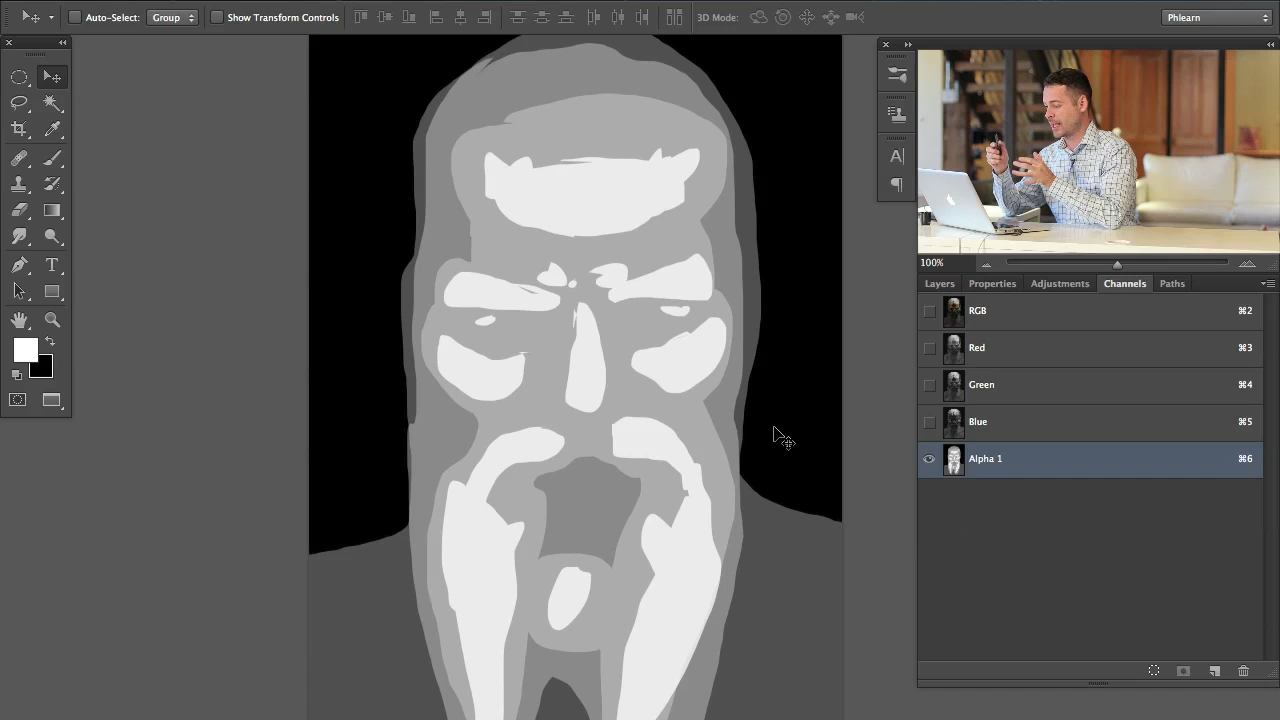 Auto-Select: Group Show Transform Controls 3D Mode: Phlearn
T
A
100%
Layers Properties Adjustments Channels Paths
RGB ⌘2
Red ⌘3
Green ⌘4
Blue ⌘5
Alpha 1 ⌘6